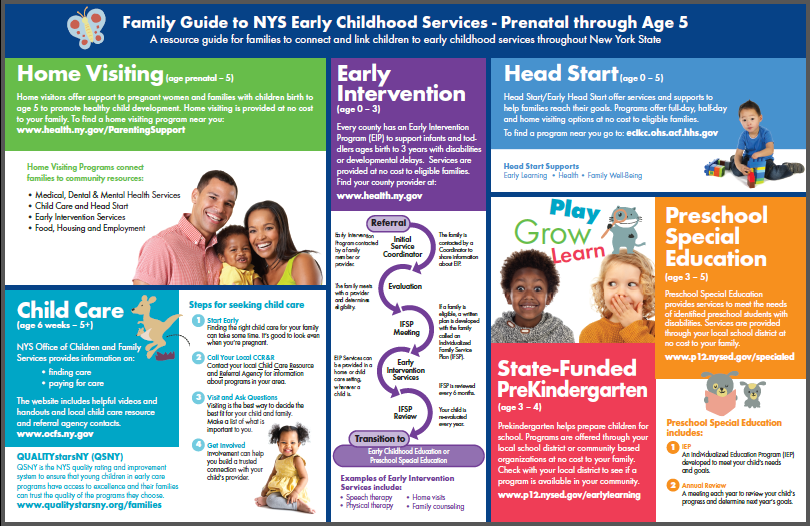 Family Guide to NYS Early Childhood Services - Prenatal through Age 5
A resource guide for families to connect and link children to early childhood services throughout New York State
Home Visiting (age prenatal – 5)
Home visitors offer support to pregnant women and families with children birth to
age 5 to promote healthy child development. Home visiting is provided at no cost
to your family. To find a home visiting program near you:
www.health.ny.gov/ParentingSupport
Home Visiting Programs connect
families to community resources:
• Medical, Dental & Mental Health Services
• Child Care and Head Start
• Early Intervention Services
• Food, Housing and Employment
Child Care
(age 6 weeks – 5+)
NYS Office of Children and Family
Services provides information on:
• finding care
• paying for care
The website includes helpful videos and
handouts and local child care resource
and referral agency contacts.
www.ocfs.ny.gov
QUALITYstarsNY (QSNY)
QSNY is the NYS quality rating and improvement
system to ensure that young children in early care
programs have access to excellence and their families
can trust the quality of the programs they choose.
www.qualitystarsny.org/families
Steps for seeking child care
1 Start Early
Finding the right child care for your family
can take some time. It's good to look even
when you're pregnant.
2 Call Your Local CCR&R
Contact your local Child Care Resource
and Referral Agency for information
about programs in your area.
3 Visit and Ask Questions
Visiting is the best way to decide the
best fit for your child and family.
Make a list of what is
important to you.
4 Get Involved
Involvement can help
you build a trusted
connection with your
child's provider.
Early
Intervention
(age 0 – 3)
Every county has an Early Intervention
Program (EIP) to support infants and tod-
dlers ages birth to 3 years with disabilities
or developmental delays. Services are
provided at no cost to eligible families.
Find your county provider at:
www.health.ny.gov
Referral
Early Intervention
Program contacted
by a family
member or
provider.
Initial
Service
Coordinator
The family is
contacted by a
Coordinator to
share information
about EIP.
The family meets
with a provider and
determines
eligibility.
Evaluation
IFSP
Meeting
If a family is
eligible, a written
plan is developed
with the family
called an
Individualized
Family Service
Plan (IFSP).
EIP Services can
be provided in a
home or child
care setting,
wherever a
child is.
Early
Intervention
Services
IFSP is reviewed
every 6 months.
IFSP
Review
Your child is
re-evaluated
every year.
Transition to
Early Childhood Education or
Preschool Special Education
Examples of Early Intervention
Services include:
• Speech therapy
• Physical therapy
• Home visits
• Family counseling
Head Start (age 0 – 5)
Head Start/Early Head Start offer services and supports to
help families reach their goals. Programs offer full-day, half-day
and home visiting options at no cost to eligible families.
To find a program near you go to: eclkc.ohs.acf.hhs.gov
Head Start Supports
Early Learning • Health • Family Well-Being
Play
Grow
Learn
State-Funded
PreKindergarten
(age 3 – 4)
Prekindergarten helps prepare children for
school. Programs are offered through your
local school district or community based
organizations at no cost to your family.
Check with your local district to see if a
program is available in your community.
www.p12.nysed.gov/earlylearning
Preschool
Special
Education
(age 3 – 5)
Preschool Special Education
provides services to meet the needs
of identified preschool students with
disabilities. Services are provided
through your local school district at
no cost to you.
www.p12.nysed.gov/specialed
Preschool Special Education
includes:
1 IEP
An Individualized Education Program (IEP)
developed to meet your child's needs
and goals.
2 Annual Review
A meeting each year to review your child's
progress and determine next year's goals.